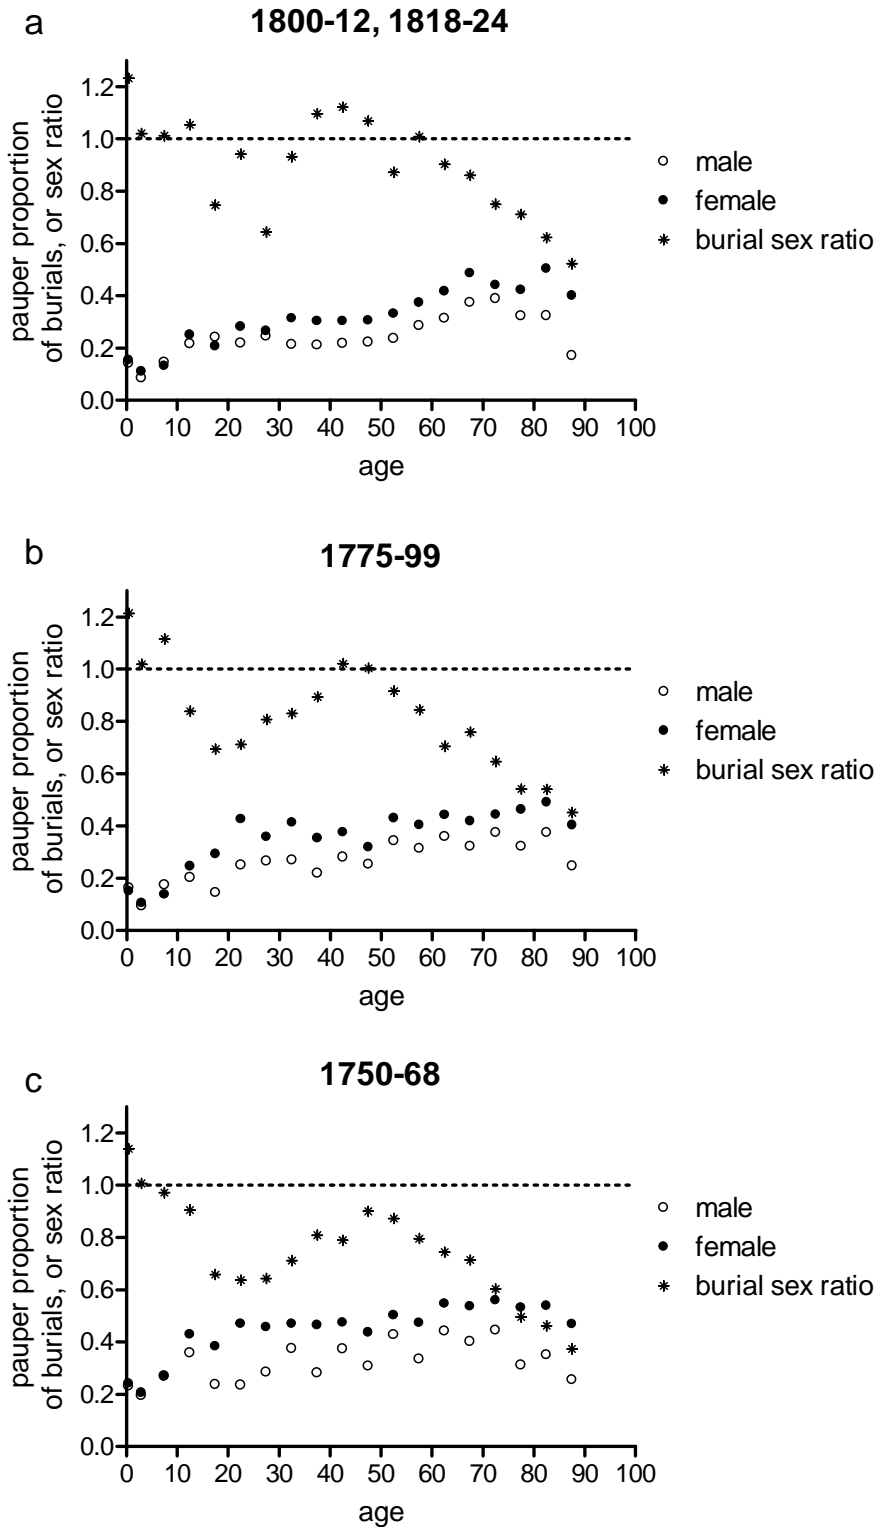 a
1800-12, 1818-24
pauper proportion
of burials, or sex ratio
1.2
1.0
0.8
0.6
0.4
0.2
0.0
0 10 20 30 40 50 60 70 80 90 100
age
male
female
burial sex ratio
b
1775-99
pauper proportion
of burials, or sex ratio
1.2
1.0
0.8
0.6
0.4
0.2
0.0
0 10 20 30 40 50 60 70 80 90 100
age
male
female
burial sex ratio
c
1750-68
pauper proportion
of burials, or sex ratio
1.2
1.0
0.8
0.6
0.4
0.2
0.0
0 10 20 30 40 50 60 70 80 90 100
age
male
female
burial sex ratio